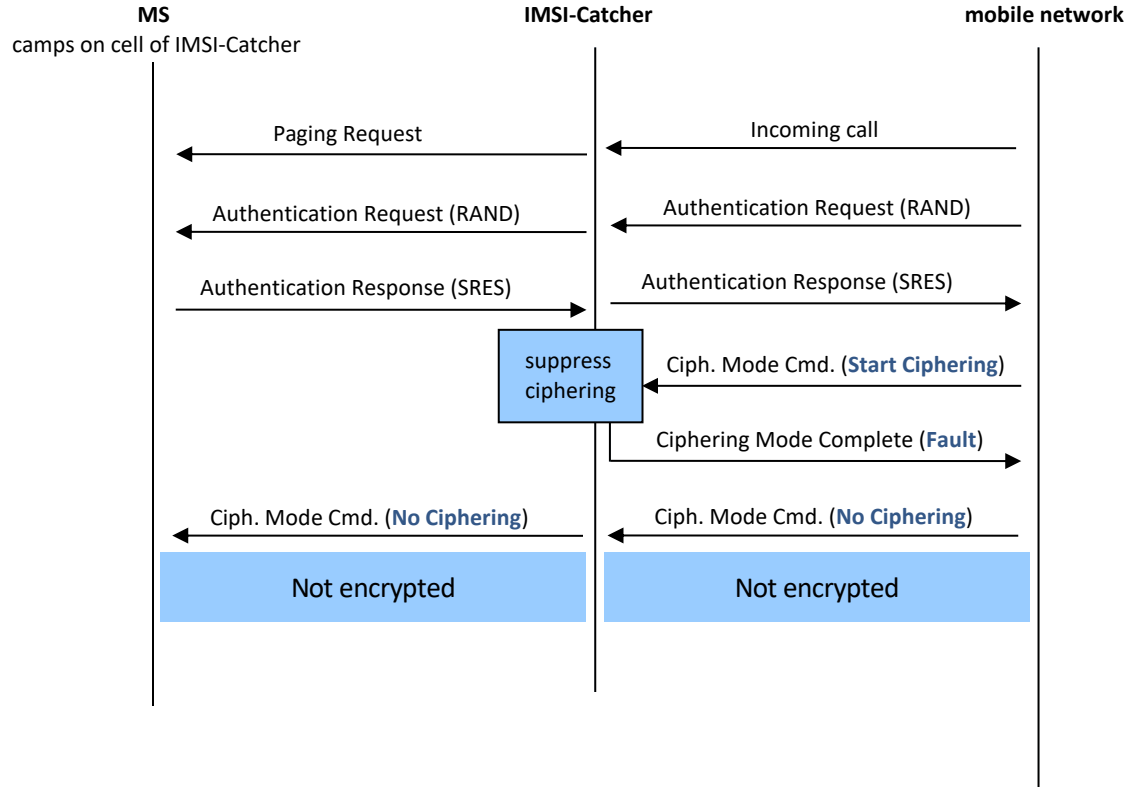 MS
IMSI-Catcher
mobile network
camps on cell of IMSI-Catcher
Paging Request
Incoming call
Authentication Request (RAND)
Authentication Request (RAND)
Authentication Response (SRES)
Authentication Response (SRES)
suppress
ciphering
Ciph. Mode Cmd. (Start Ciphering)
Ciphering Mode Complete (Fault)
Ciph. Mode Cmd. (No Ciphering)
Ciph. Mode Cmd. (No Ciphering)
Not encrypted
Not encrypted